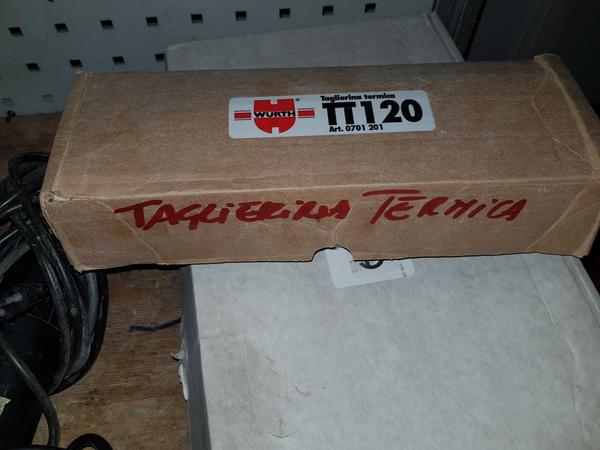 Taglierina termica
WÜRTH
TT120
Art. 0701 201
TAGLIERINA TERMICA